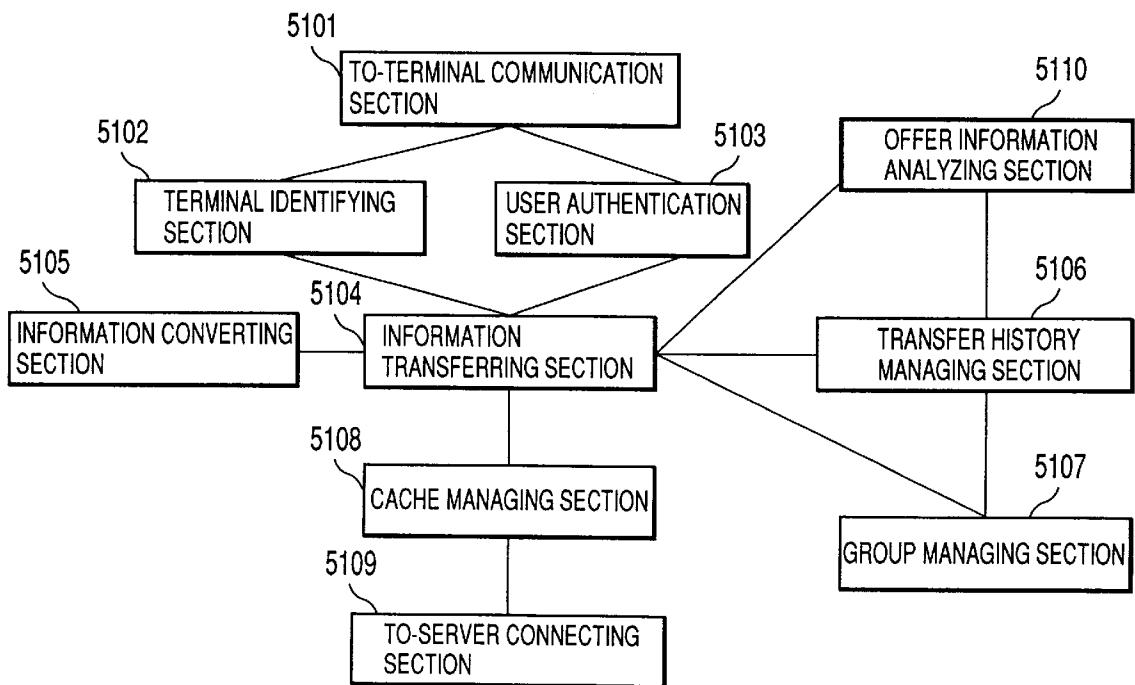 5101
TO-TERMINAL COMMUNICATION
SECTION
5102
TERMINAL IDENTIFYING
SECTION
5103
USER AUTHENTICATION
SECTION
5110
OFFER INFORMATION
ANALYZING SECTION
5105
INFORMATION CONVERTING
SECTION
5104
INFORMATION
TRANSFERRING SECTION
5106
TRANSFER HISTORY
MANAGING SECTION
5108
CACHE MANAGING SECTION
5107
GROUP MANAGING SECTION
5109
TO-SERVER CONNECTING
SECTION